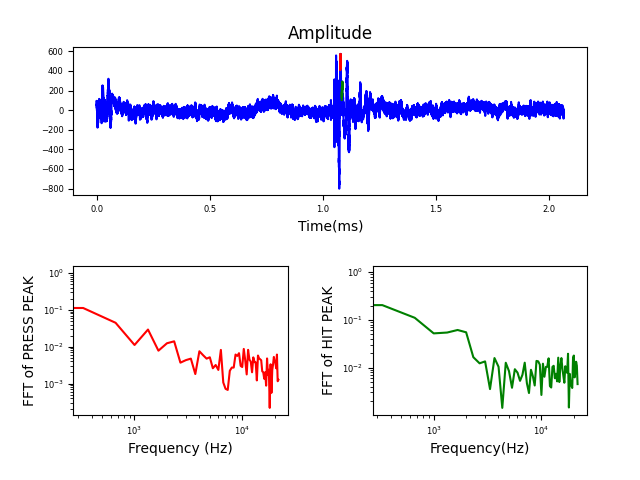 Amplitude
600
400
200
0
−200
−400
−600
−800
0.0 0.5 1.0 1.5 2.0
Time(ms)
FFT of PRESS PEAK
10⁰
10⁻¹
10⁻²
10⁻³
10³ 10⁴
Frequency (Hz)
FFT of HIT PEAK
10⁰
10⁻¹
10⁻²
10³ 10⁴
Frequency(Hz)